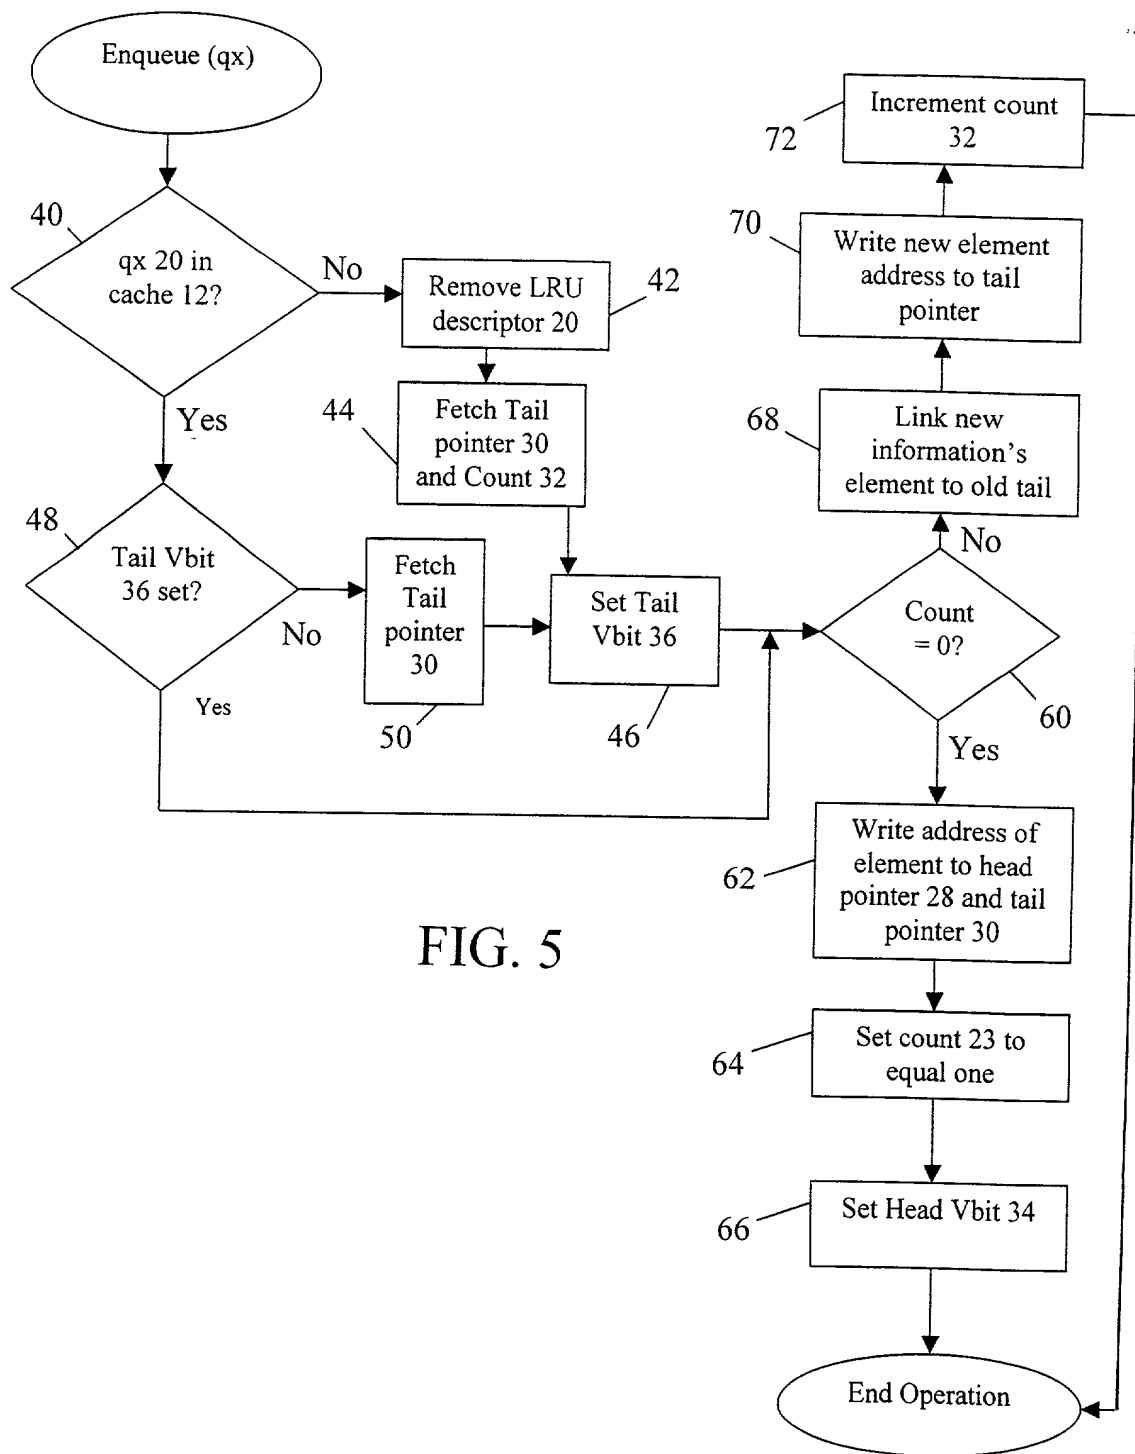 Enqueue (qx)
40
qx 20 in
cache 12?
No
Remove LRU
descriptor 20
42
Yes
44
Fetch Tail
pointer 30
and Count 32
48
Tail Vbit
36 set?
No
Yes
Fetch
Tail
pointer
30
50
Set Tail
Vbit 36
46
Count
= 0?
60
No
68
Link new
information's
element to old tail
70
Write new element
address to tail
pointer
72
Increment count
32
Yes
62
Write address of
element to head
pointer 28 and tail
pointer 30
64
Set count 23 to
equal one
66
Set Head Vbit 34
End Operation
FIG. 5